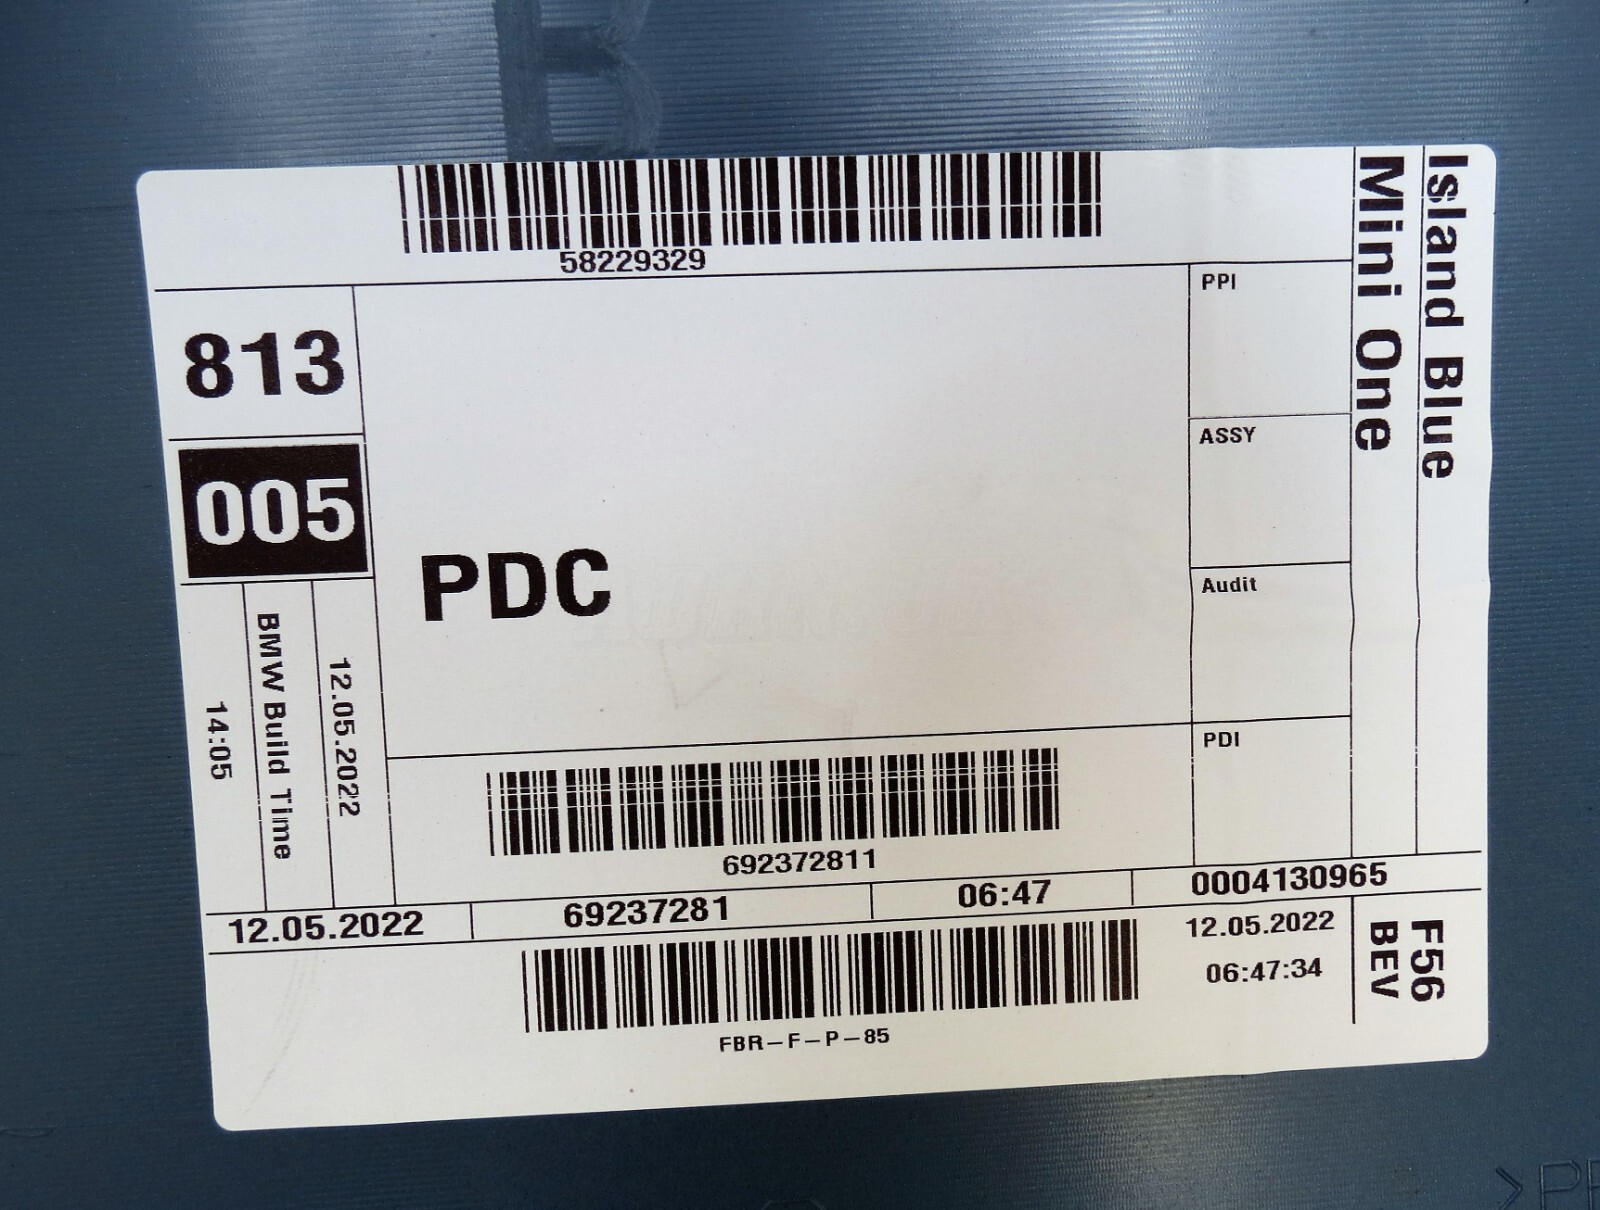 B
58229329
813
005
PDC
PPI
ASSY
Audit
PDI
Mini One
Island Blue
14:05
BMW Build Time
12.05.2022
692372811
12.05.2022
69237281
06:47
0004130965
12.05.2022
06:47:34
FBR-F-P-85
F56
BEV